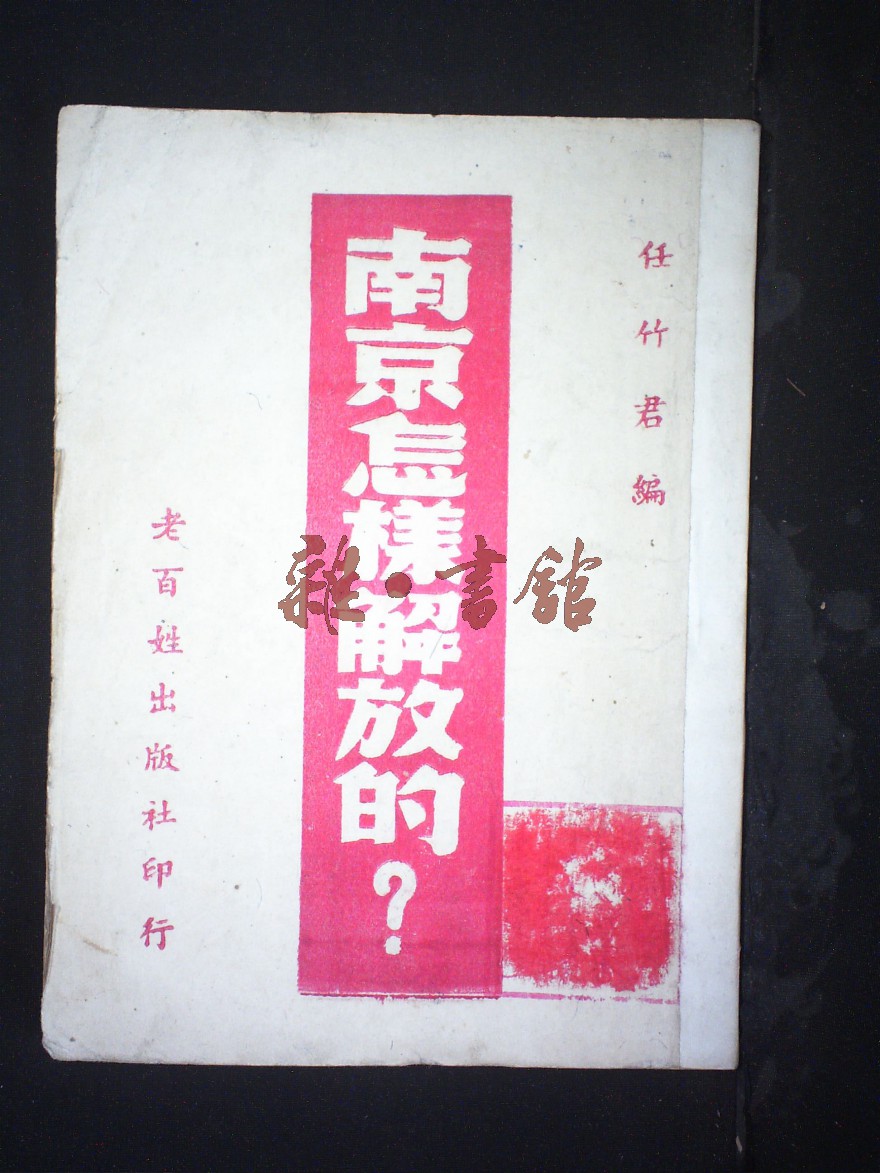 任竹君編
南京怎樣解放的？
老百姓出版社印行
雜·書館